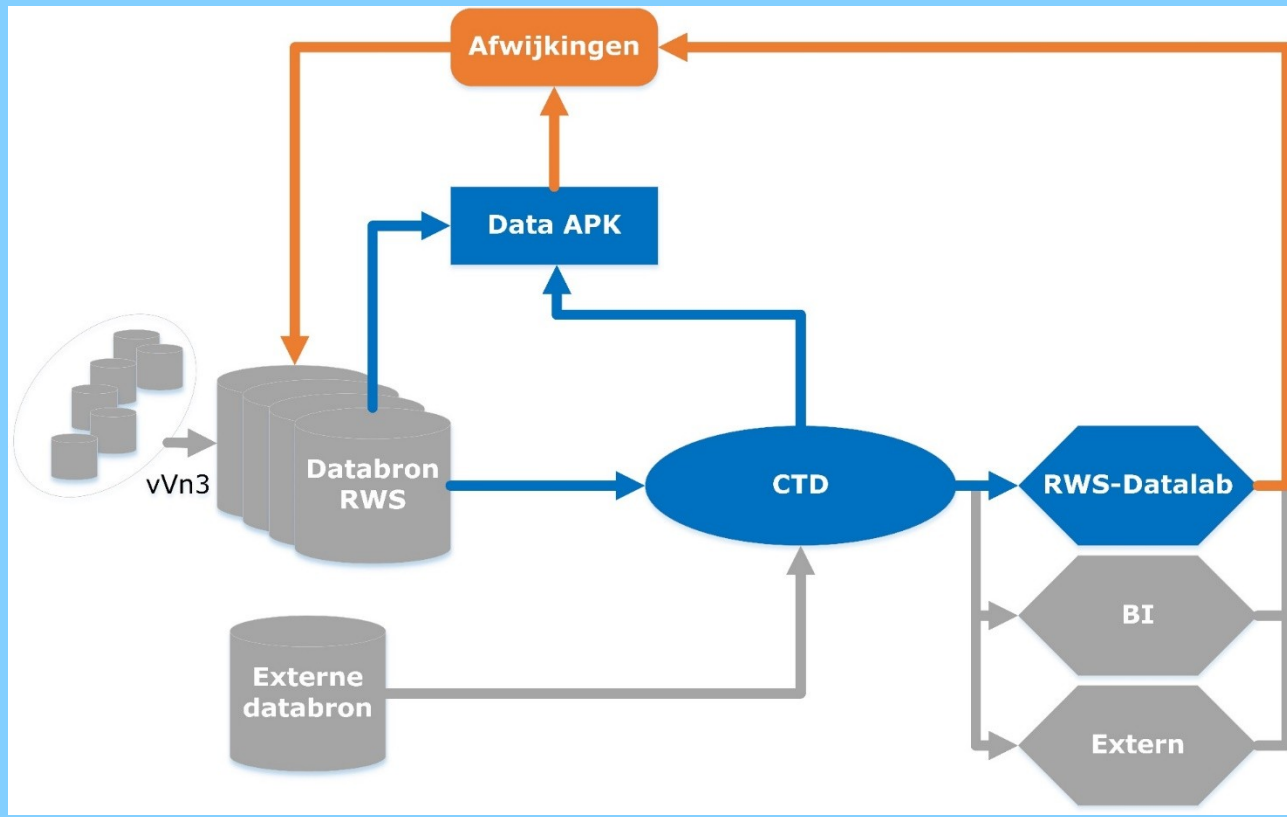 Afwijkingen
Data APK
vVn3
Databron
RWS
CTD
RWS-Datalab
BI
Externe
databron
Extern